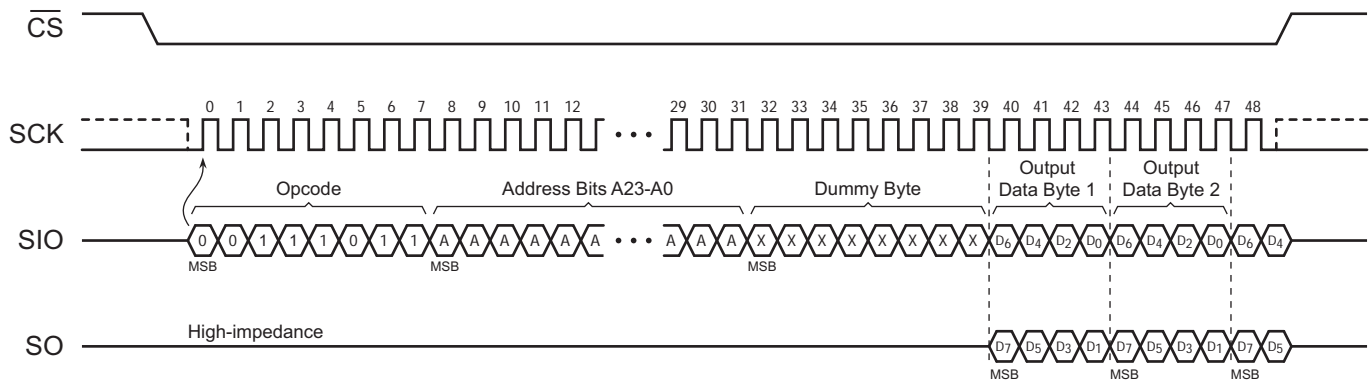 CS
0 1 2 3 4 5 6 7 8 9 10 11 12 29 30 31 32 33 34 35 36 37 38 39 40 41 42 43 44 45 46 47 48
SCK
Opcode Address Bits A23-A0 Dummy Byte Output Data Byte 1 Output Data Byte 2
SIO 0 0 1 1 1 0 1 1 A A A A A A A A A X X X X X X X X D6 D4 D2 D0 D6 D4 D2 D0 D6 D4
MSB MSB MSB
High-impedance
SO D7 D5 D3 D1 D7 D5 D3 D1 D7 D5
MSB MSB MSB